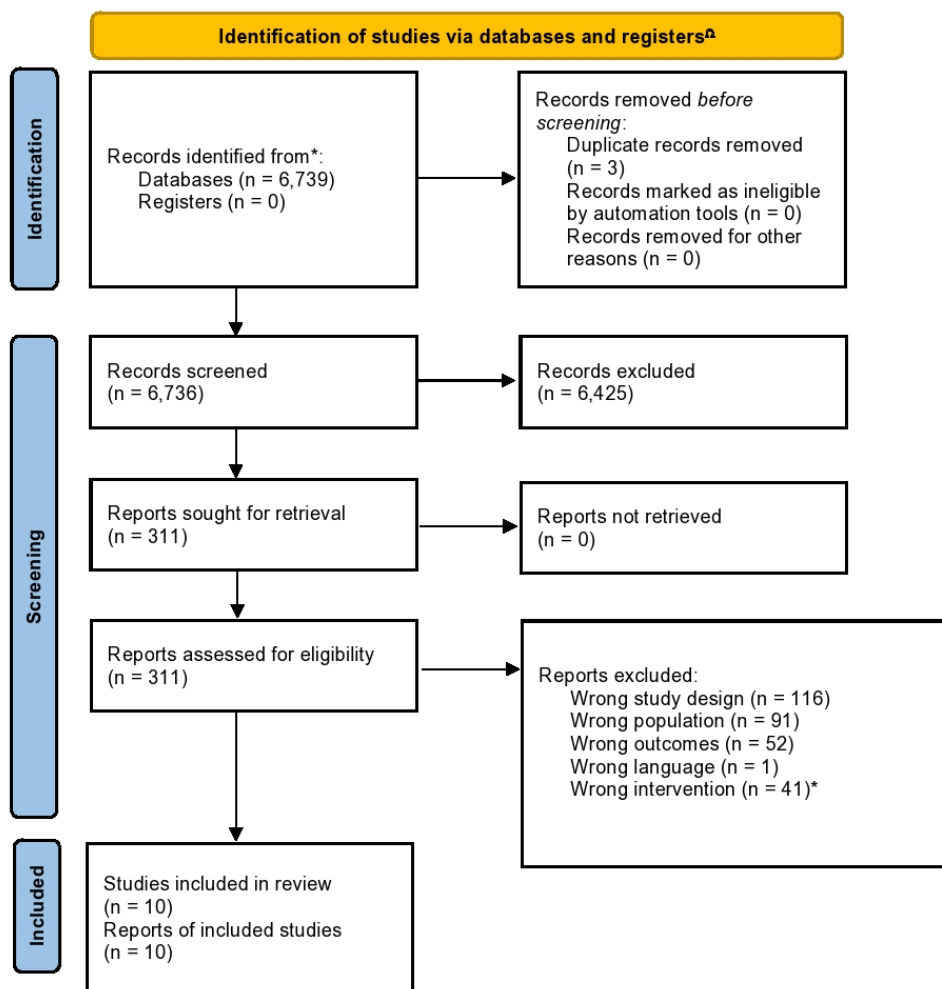 Identification of studies via databases and registersᘯ
Identification
Records identified from*:
Databases (n = 6,739)
Registers (n = 0)
Records removed before
screening:
Duplicate records removed
(n = 3)
Records marked as ineligible
by automation tools (n = 0)
Records removed for other
reasons (n = 0)
Screening
Records screened
(n = 6,736)
Records excluded
(n = 6,425)
Reports sought for retrieval
(n = 311)
Reports not retrieved
(n = 0)
Reports assessed for eligibility
(n = 311)
Reports excluded:
Wrong study design (n = 116)
Wrong population (n = 91)
Wrong outcomes (n = 52)
Wrong language (n = 1)
Wrong intervention (n = 41)*
Included
Studies included in review
(n = 10)
Reports of included studies
(n = 10)